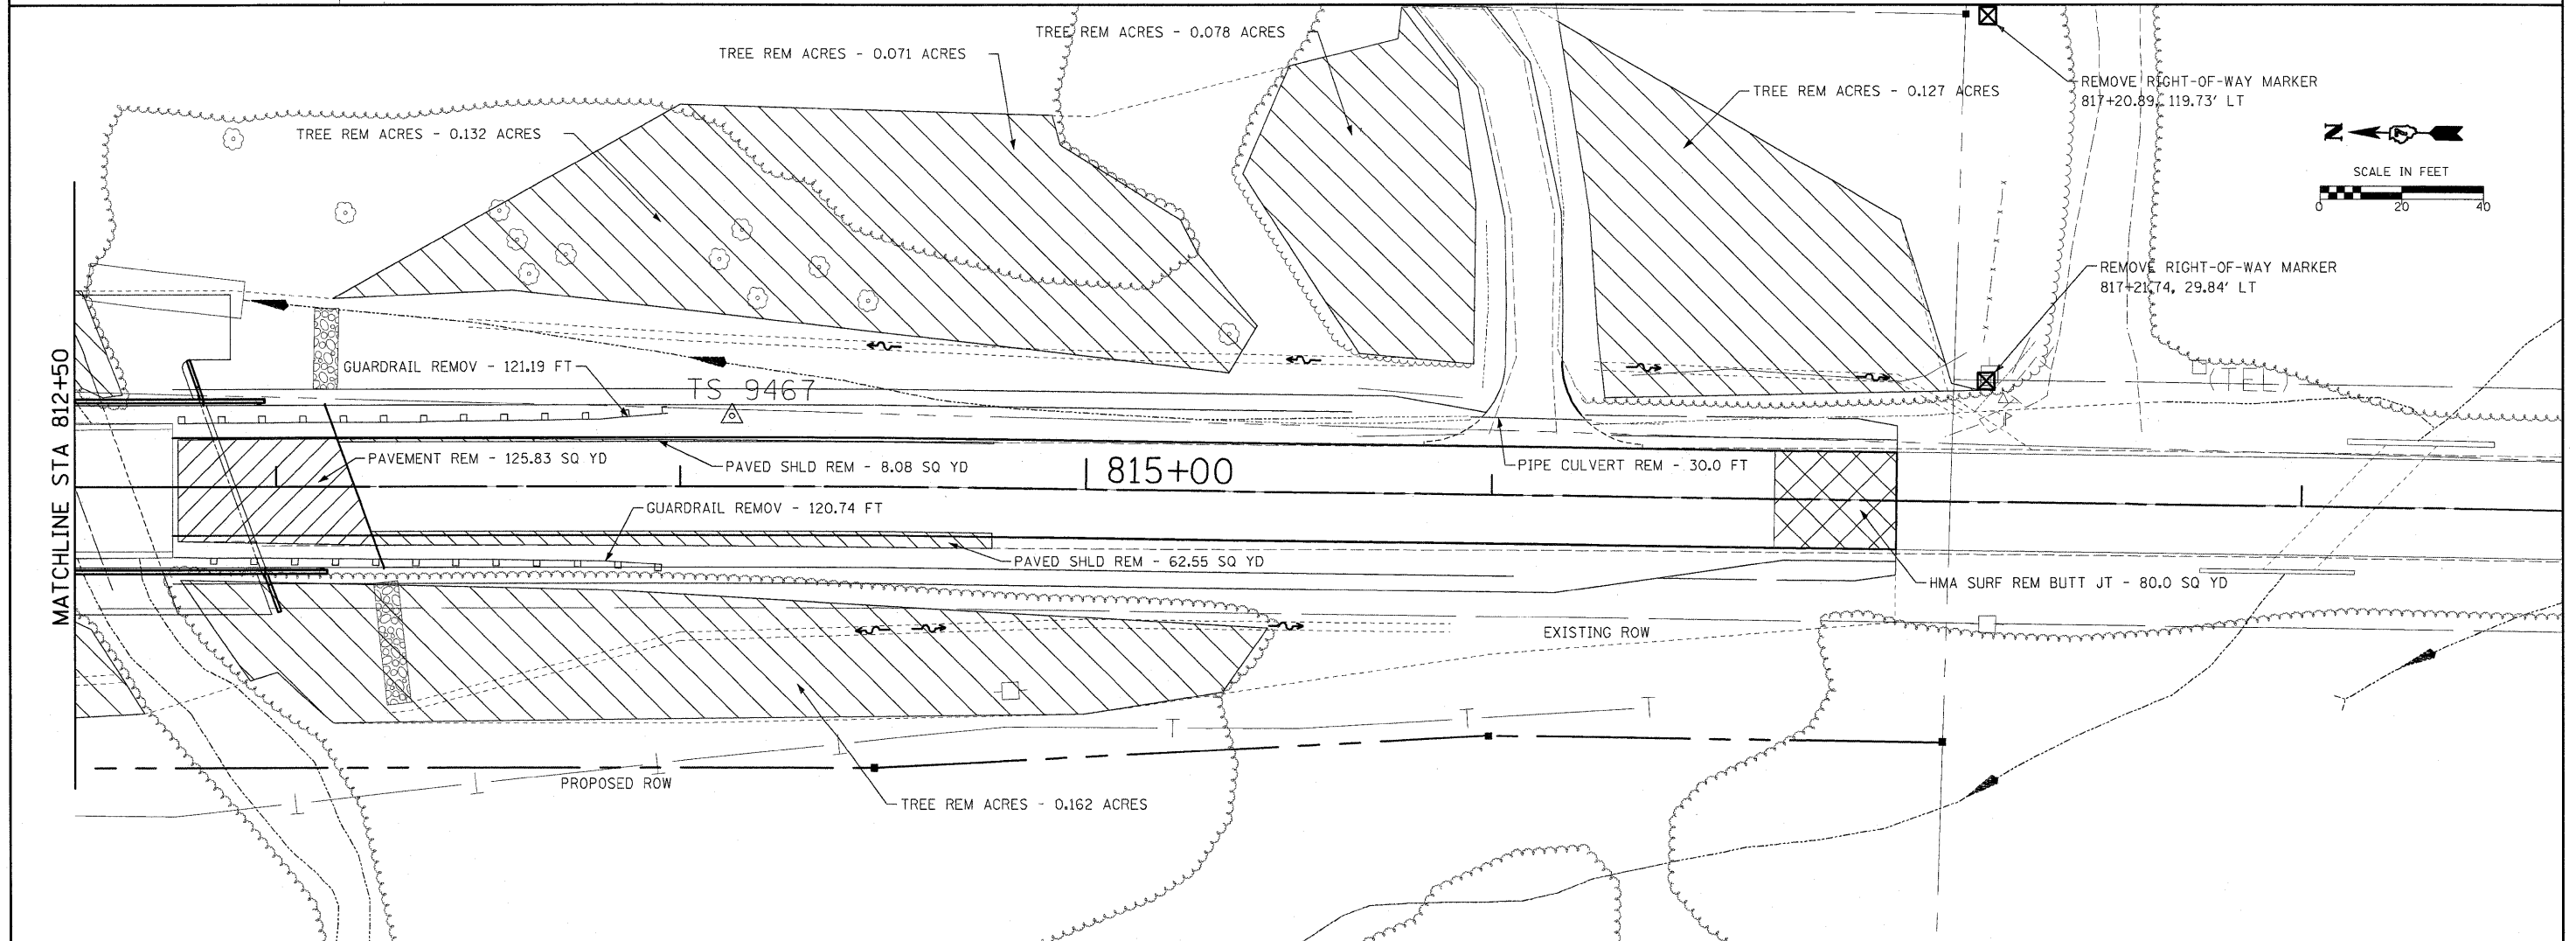 TREE REM ACRES - 0.078 ACRES
TREE REM ACRES - 0.071 ACRES
REMOVE RIGHT-OF-WAY MARKER
817+20.89, 119.73' LT
TREE REM ACRES - 0.127 ACRES
TREE REM ACRES - 0.132 ACRES
N
SCALE IN FEET
0 20 40
REMOVE RIGHT-OF-WAY MARKER
817+21.74, 29.84' LT
MATCHLINE STA 812+50
GUARDRAIL REMOV - 121.19 FT
TS 9467
(TEL)
P
PAVEMENT REM - 125.83 SQ YD
PAVED SHLD REM - 8.08 SQ YD
815+00
PIPE CULVERT REM - 30.0 FT
GUARDRAIL REMOV - 120.74 FT
PAVED SHLD REM - 62.55 SQ YD
HMA SURF REM BUTT JT - 80.0 SQ YD
EXISTING ROW
PROPOSED ROW
TREE REM ACRES - 0.162 ACRES